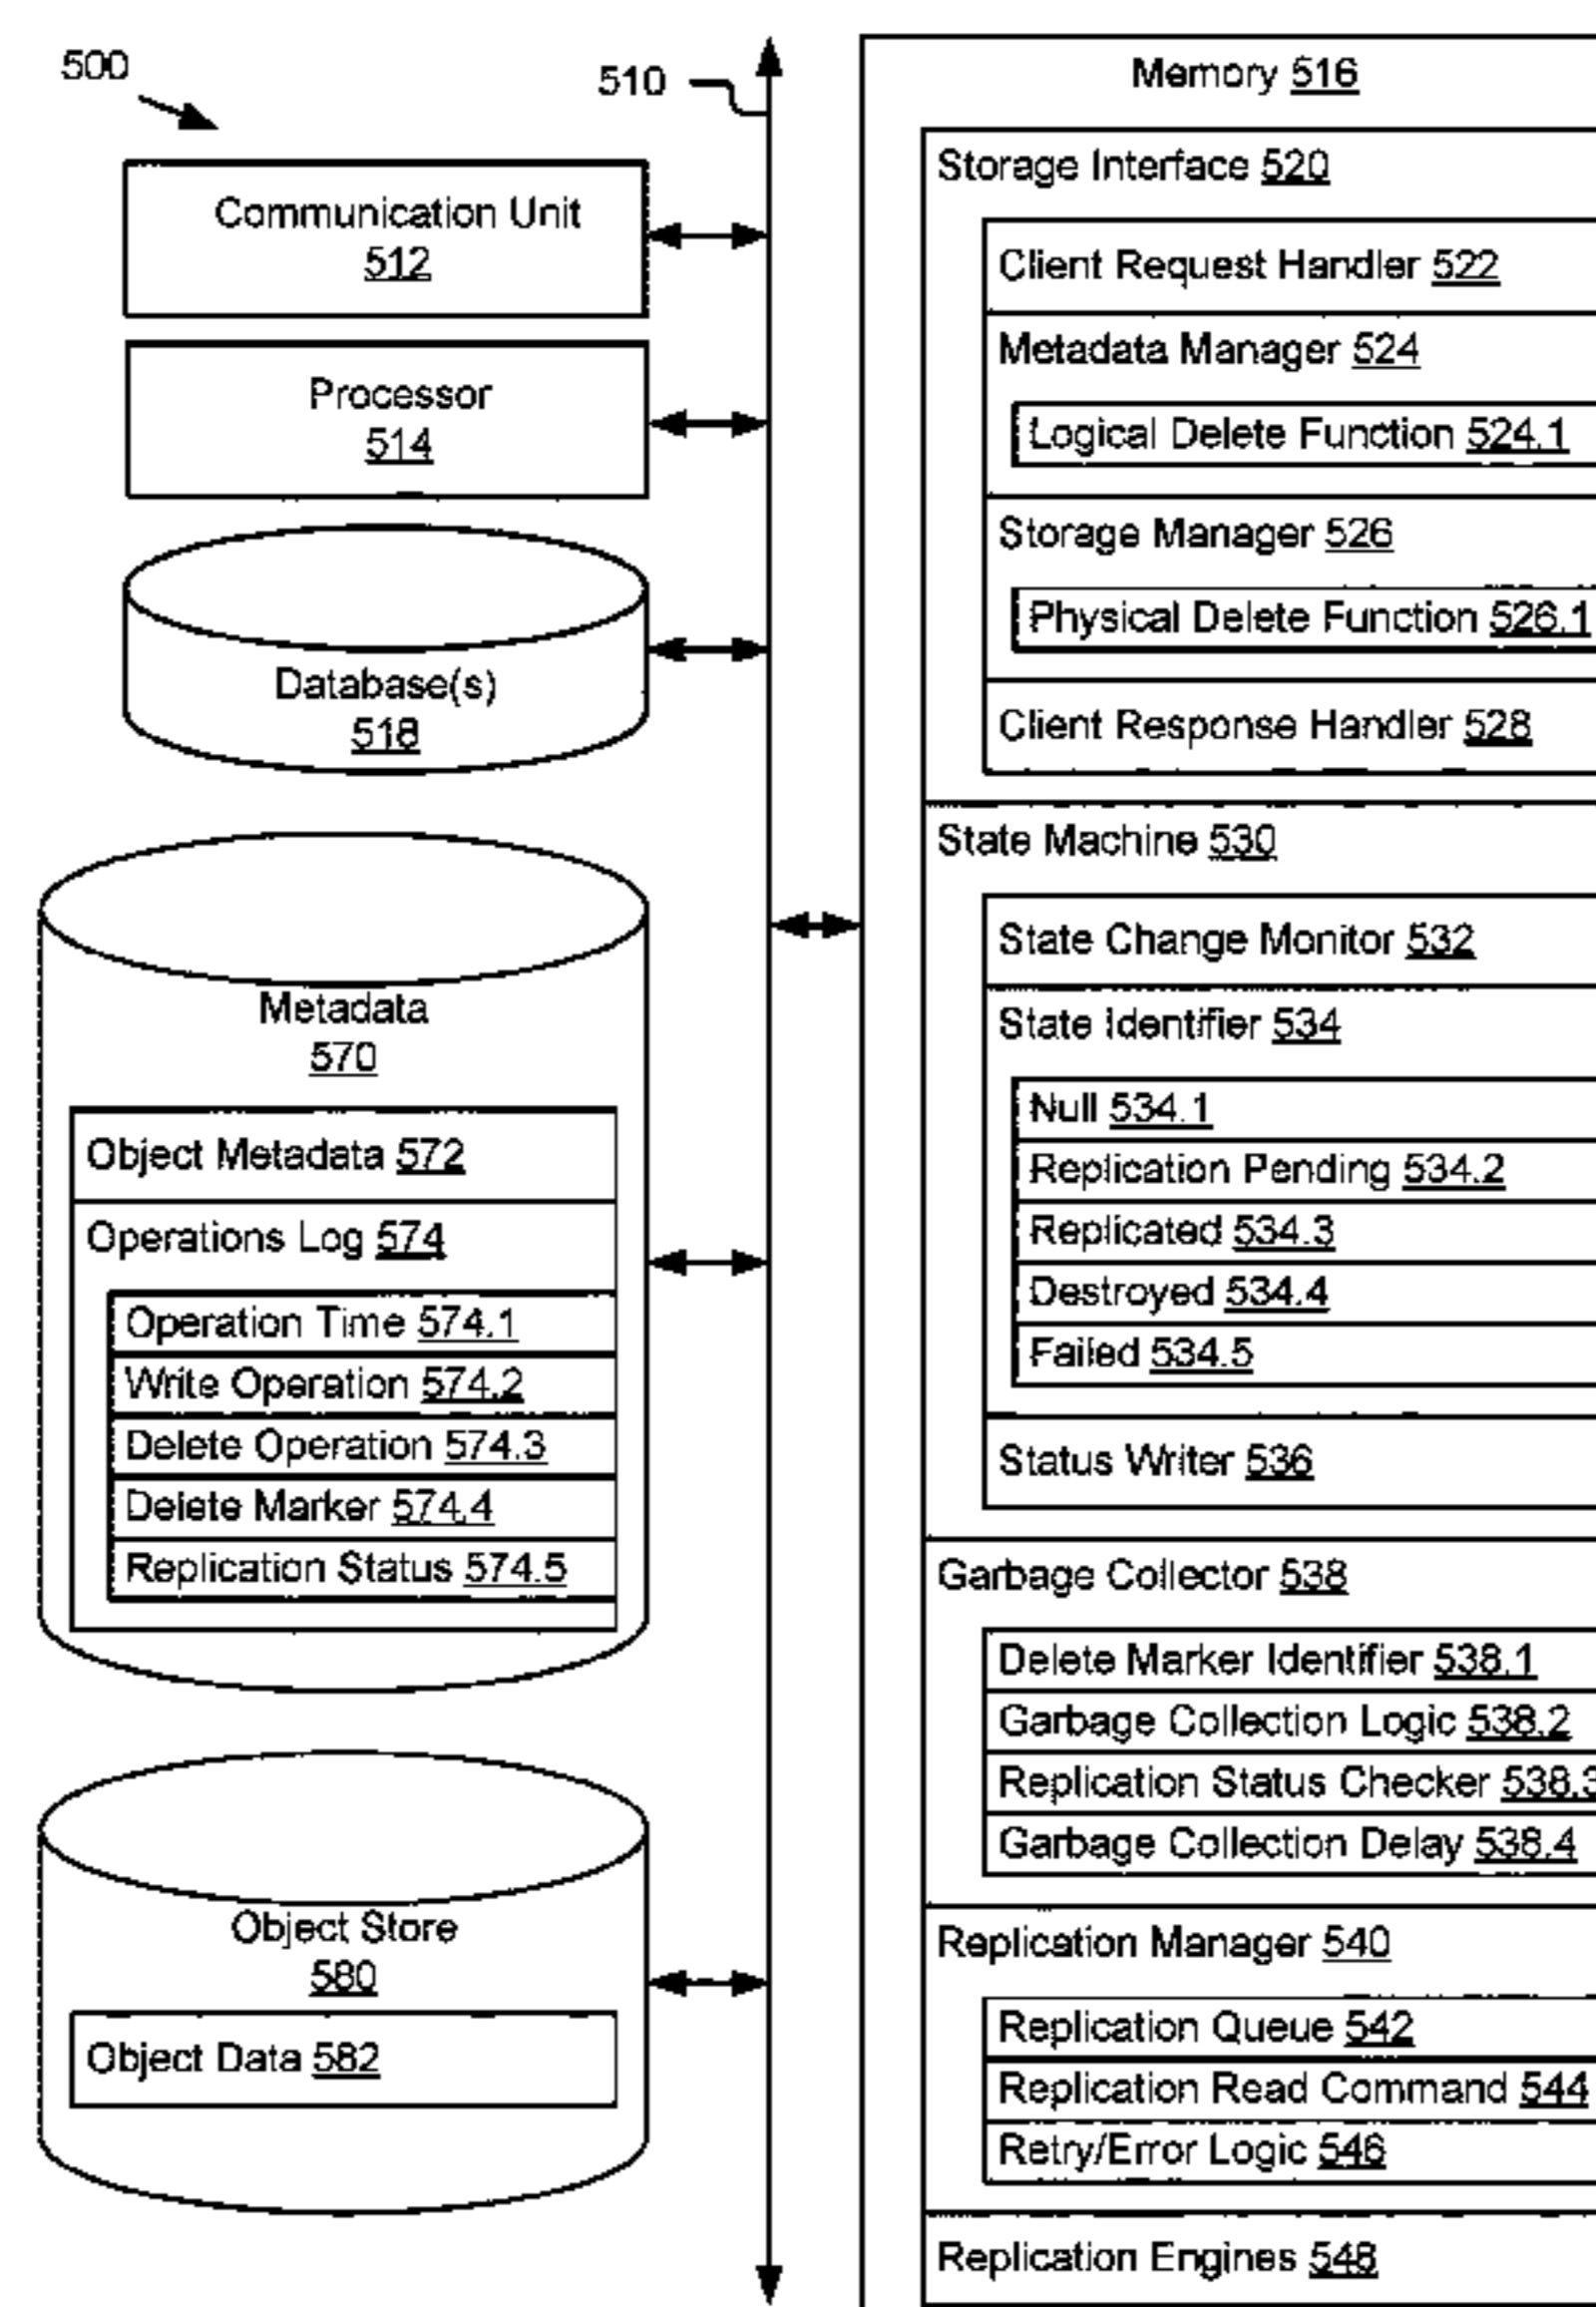 500
510
Communication Unit
512
Processor
514
Database(s)
518
Metadata
570
Object Metadata 572
Operations Log 574
Operation Time 574.1
Write Operation 574.2
Delete Operation 574.3
Delete Marker 574.4
Replication Status 574.5
Object Store
580
Object Data 582
Memory 516
Storage Interface 520
Client Request Handler 522
Metadata Manager 524
Logical Delete Function 524.1
Storage Manager 526
Physical Delete Function 526.1
Client Response Handler 528
State Machine 530
State Change Monitor 532
State Identifier 534
Null 534.1
Replication Pending 534.2
Replicated 534.3
Destroyed 534.4
Failed 534.5
Status Writer 536
Garbage Collector 538
Delete Marker Identifier 538.1
Garbage Collection Logic 538.2
Replication Status Checker 538.3
Garbage Collection Delay 538.4
Replication Manager 540
Replication Queue 542
Replication Read Command 544
Retry/Error Logic 546
Replication Engines 548